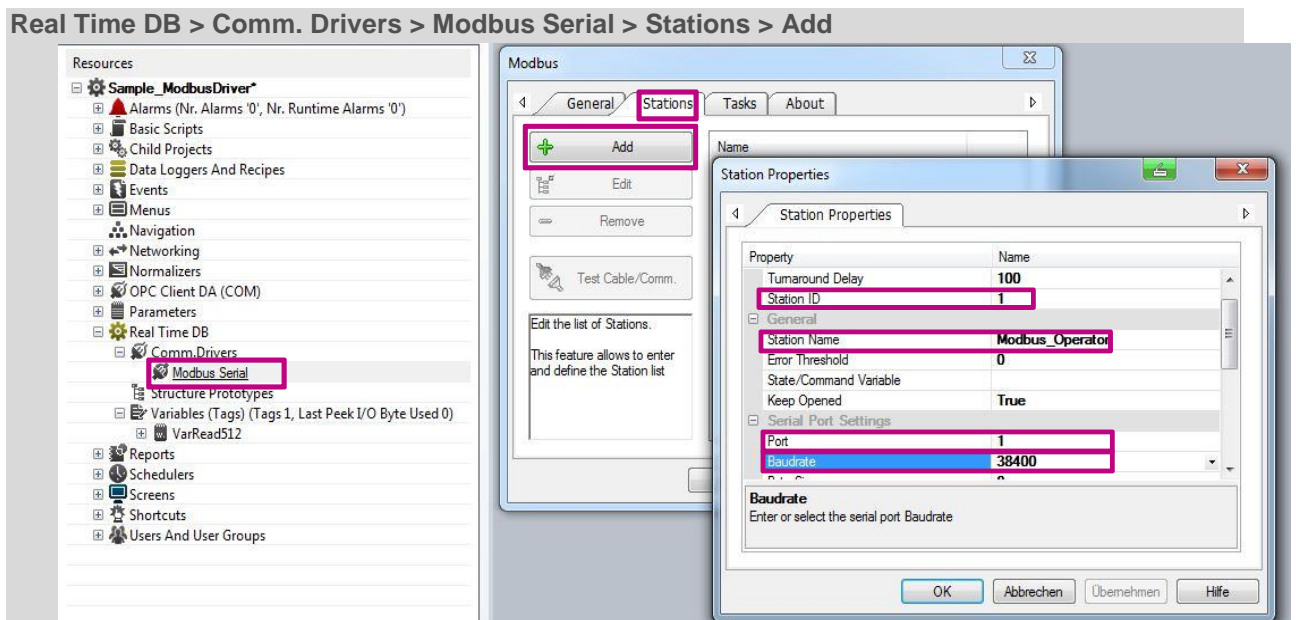 Real Time DB > Comm. Drivers > Modbus Serial > Stations > Add
Resources
Sample_ModbusDriver*
Alarms (Nr. Alarms '0', Nr. Runtime Alarms '0')
Basic Scripts
Child Projects
Data Loggers And Recipes
Events
Menus
Navigation
Networking
Normalizers
OPC Client DA (COM)
Parameters
Real Time DB
Comm.Drivers
Modbus Serial
Structure Prototypes
Variables (Tags) (Tags 1, Last Peek I/O Byte Used 0)
VarRead512
Reports
Schedulers
Screens
Shortcuts
Users And User Groups
Modbus
General Stations Tasks About
Add
Edit
Remove
Test Cable/Comm.
Edit the list of Stations.
This feature allows to enter
and define the Station list
Name
Station Properties
Station Properties
Property Name
Turnaround Delay 100
Station ID 1
General
Station Name Modbus_Operator
Error Threshold 0
State/Command Variable
Keep Opened True
Serial Port Settings
Port 1
Baudrate 38400
Baudrate
Enter or select the serial port Baudrate
OK Abbrechen Übernehmen Hilfe